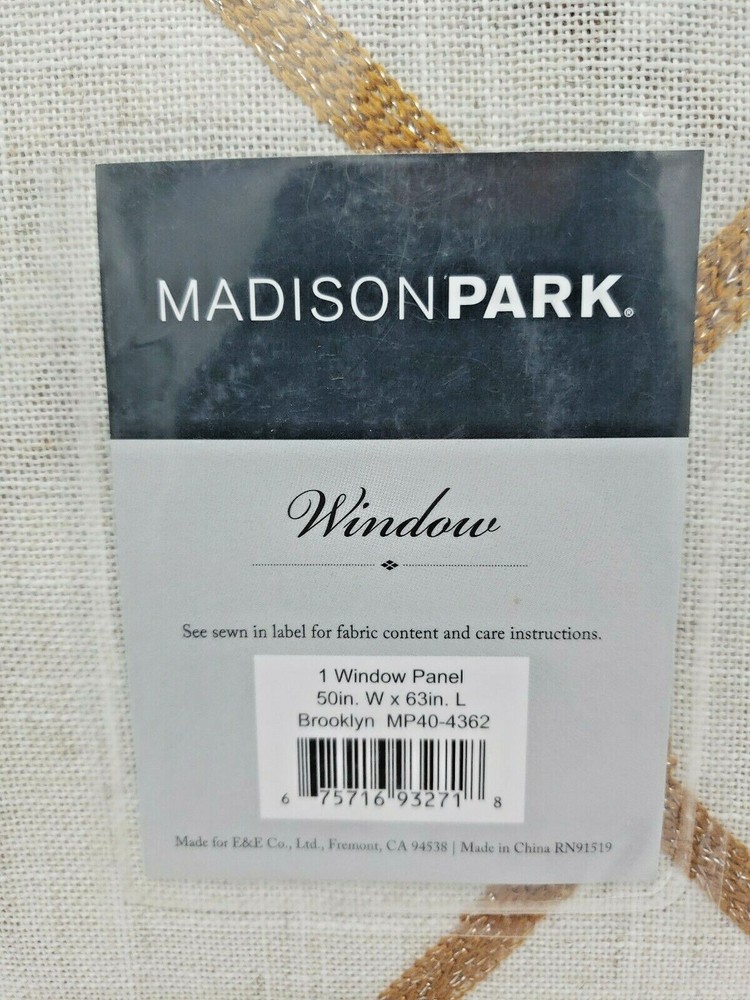 MADISONPARK®
Window
See sewn in label for fabric content and care instructions.
1 Window Panel
50in. W x 63in. L
Brooklyn MP40-4362
6 75716 93271 8
Made for E&E Co., Ltd., Fremont, CA 94538 | Made in China RN91519